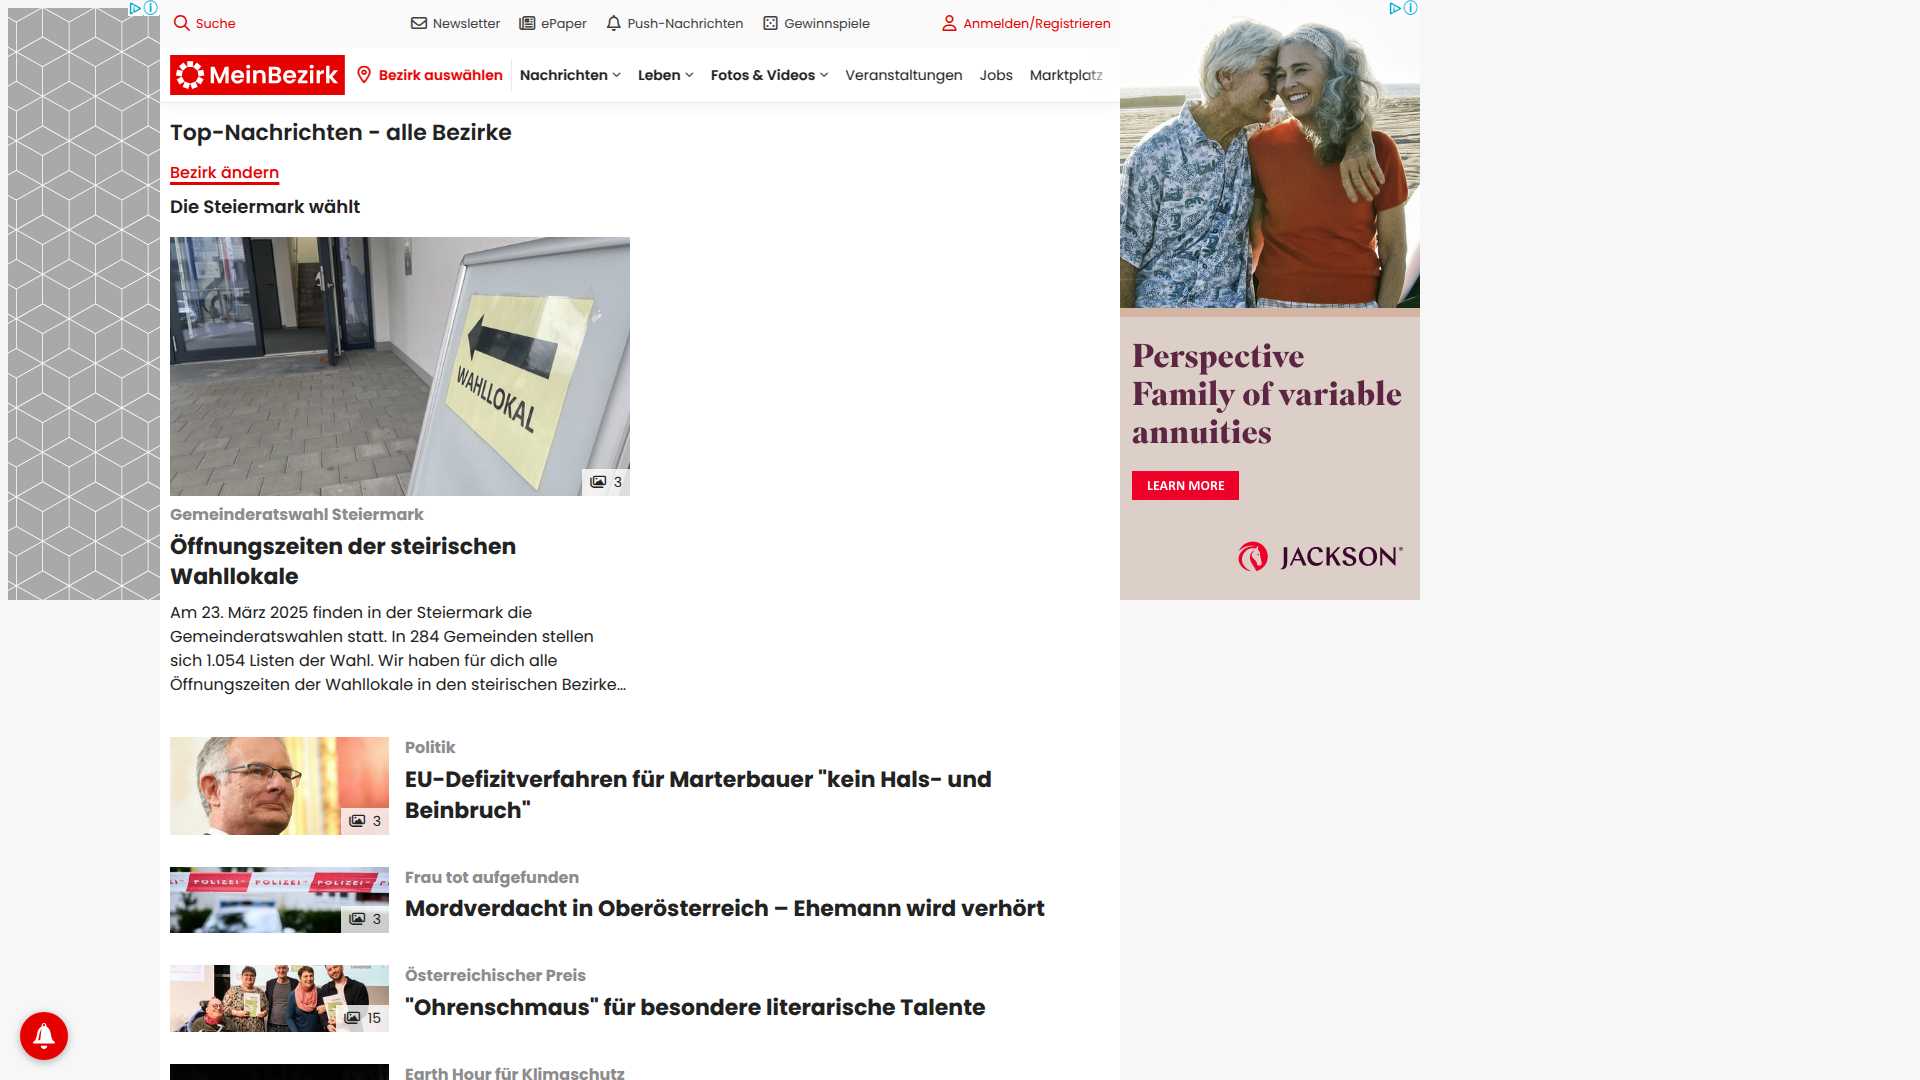 Suche
Newsletter
ePaper
Push-Nachrichten
Gewinnspiele
Anmelden/Registrieren
MeinBezirk
Bezirk auswählen
Nachrichten
Leben
Fotos & Videos
Veranstaltungen
Jobs
Marktplatz
Top-Nachrichten - alle Bezirke
Bezirk ändern
Die Steiermark wählt
WAHLLOKAL
3
Gemeinderatswahl Steiermark
Öffnungszeiten der steirischen
Wahllokale
Am 23. März 2025 finden in der Steiermark die
Gemeinderatswahlen statt. In 284 Gemeinden stellen
sich 1.054 Listen der Wahl. Wir haben für dich alle
Öffnungszeiten der Wahllokale in den steirischen Bezirke...
3
Politik
EU-Defizitverfahren für Marterbauer "kein Hals- und
Beinbruch"
POLIZEI POLIZEI
3
Frau tot aufgefunden
Mordverdacht in Oberösterreich – Ehemann wird verhört
15
Österreichischer Preis
"Ohrenschmaus" für besondere literarische Talente
Earth Hour für Klimaschutz
Perspective
Family of variable
annuities
LEARN MORE
JACKSON®